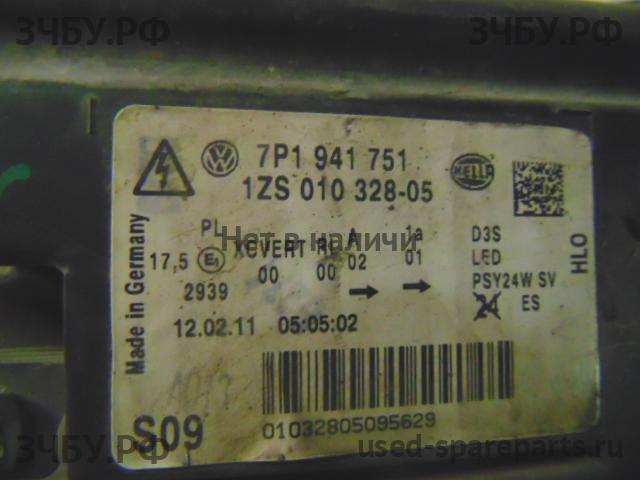 ЗЧБУ.РФ
ЗЧБУ.РФ
7P1 941 751
1ZS 010 328-05
HELLA
Made in Germany
PL A 1a D3S
17,5 E1 02 01 LED
00 00
2939
PSY24W SV
24 ES
HLO
Нет в наличии
12.02.11 05:05:02
S09
01032805095629
ЗЧБУ.РФ
used-spareparts.ru